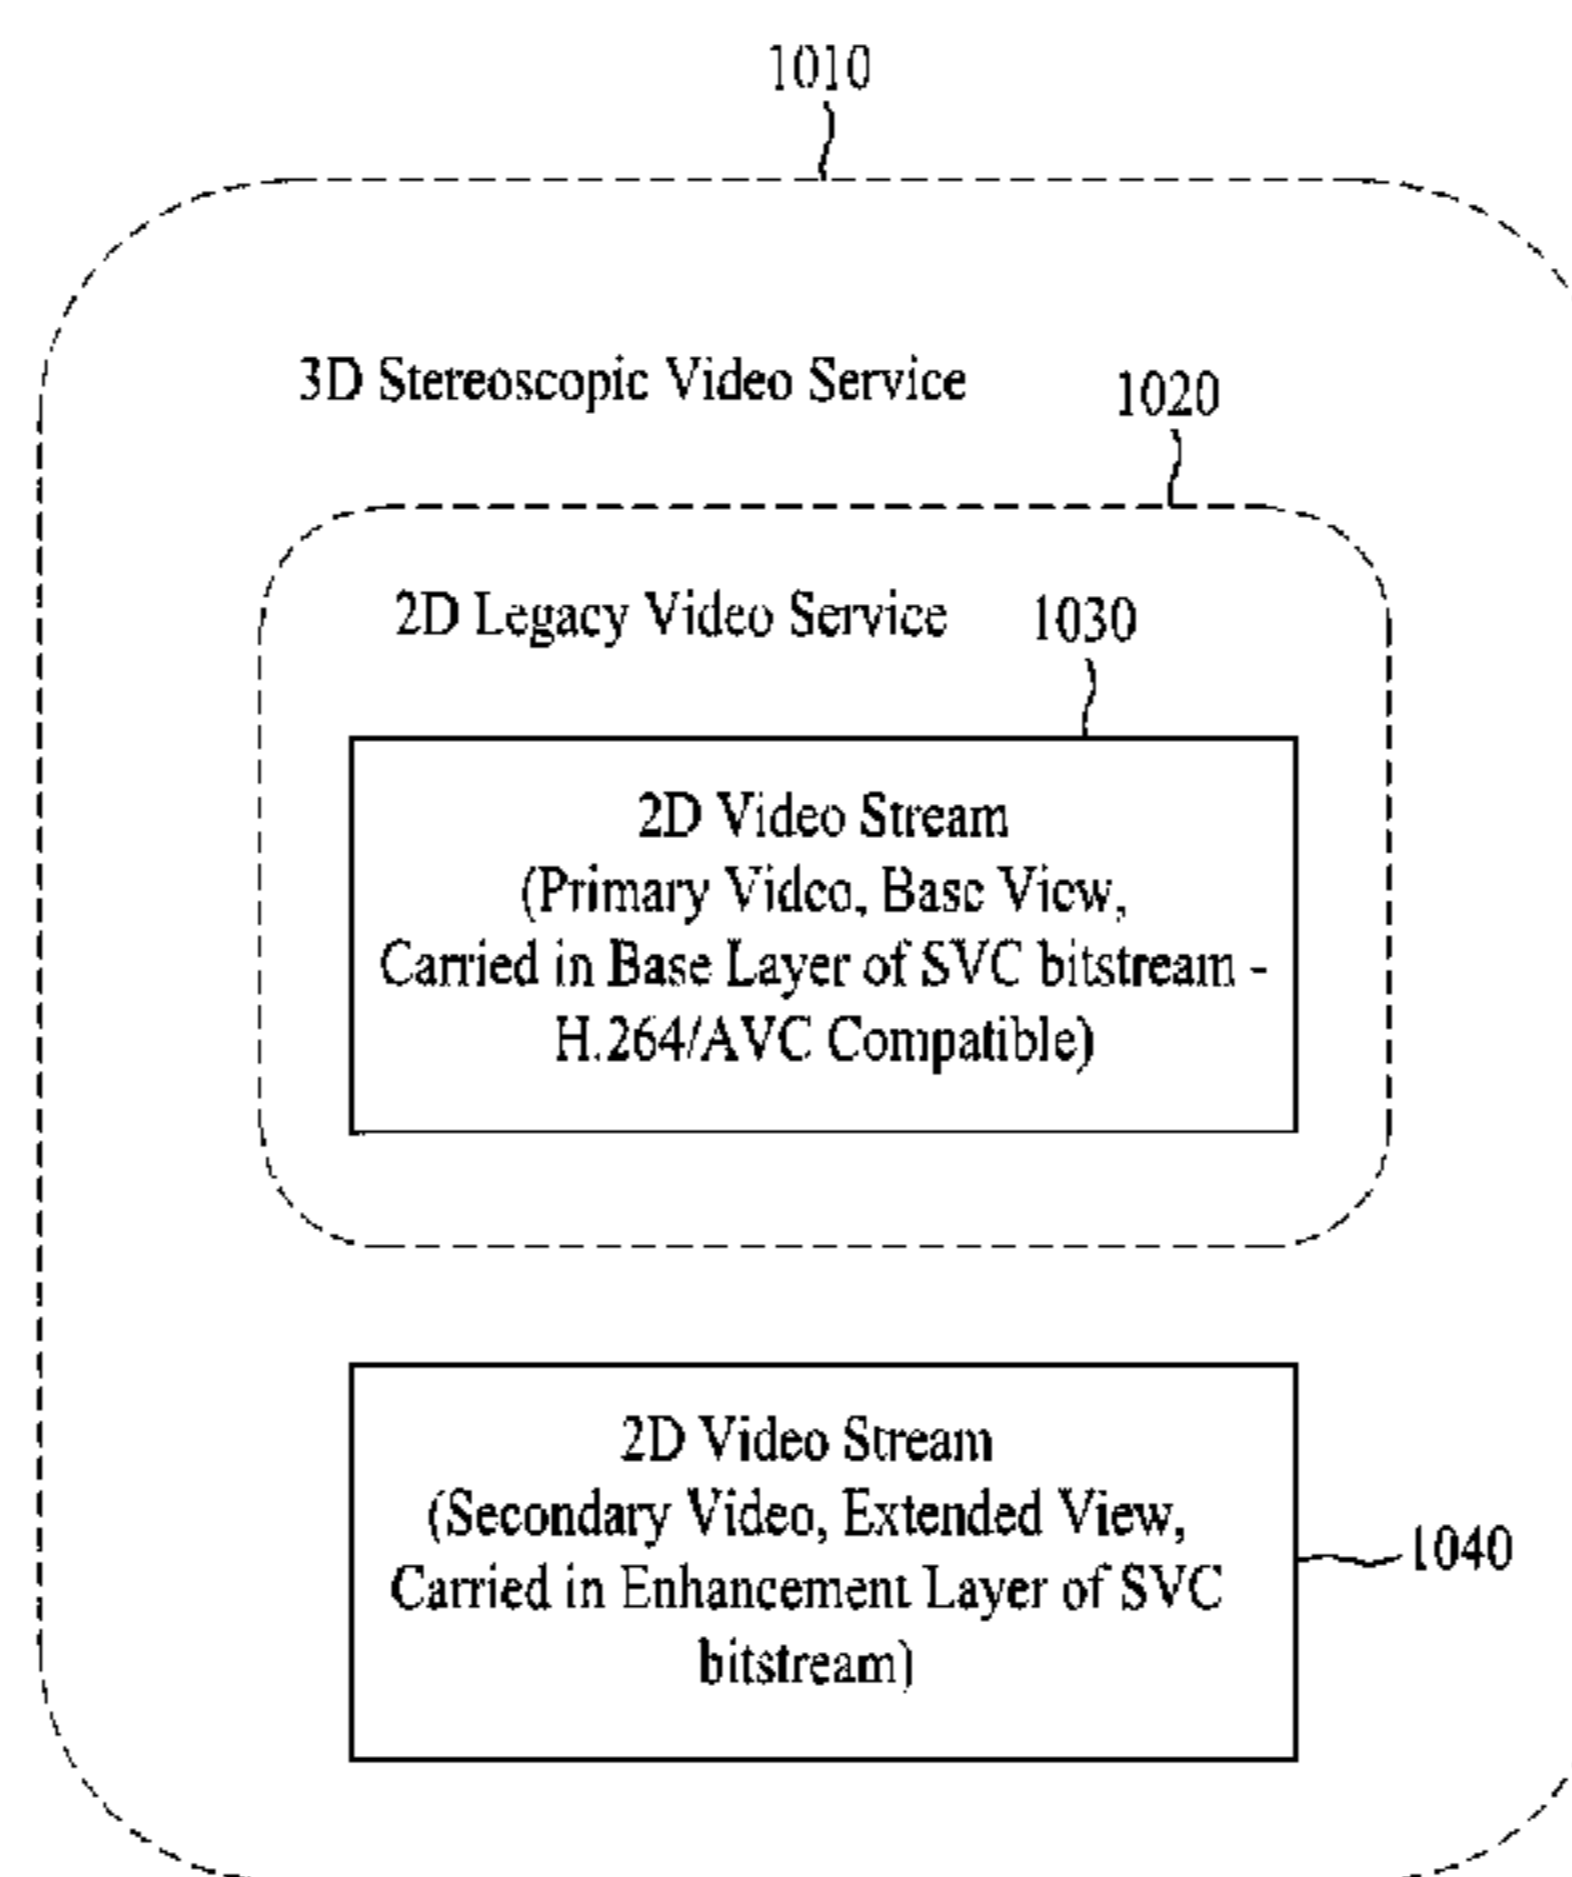 1010
3D Stereoscopic Video Service
1020
2D Legacy Video Service
1030
2D Video Stream
(Primary Video, Base View,
Carried in Base Layer of SVC bitstream -
H.264/AVC Compatible)
2D Video Stream
(Secondary Video, Extended View,
Carried in Enhancement Layer of SVC
bitstream)
1040